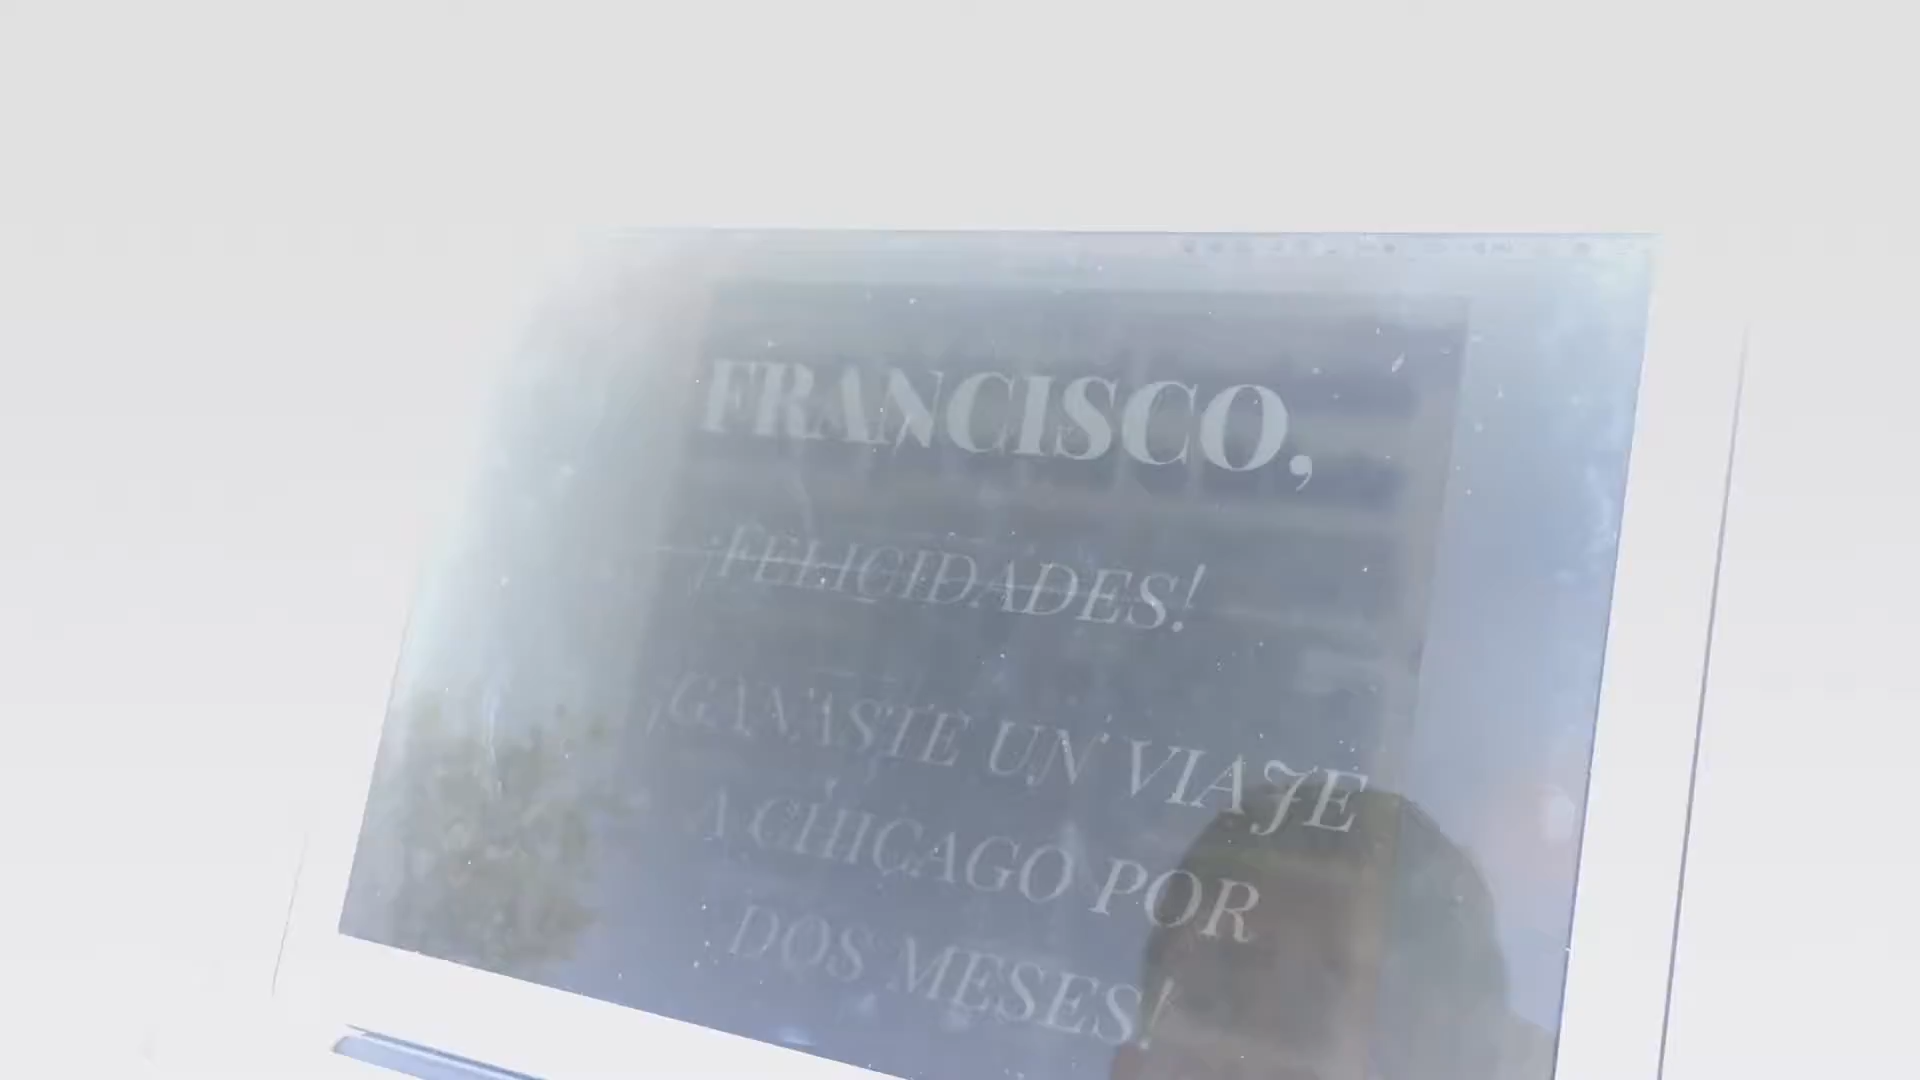 FRANCISCO,
¡FELICIDADES!
¡GANASTE UN VIAJE
A CHICAGO POR
DOS MESES!